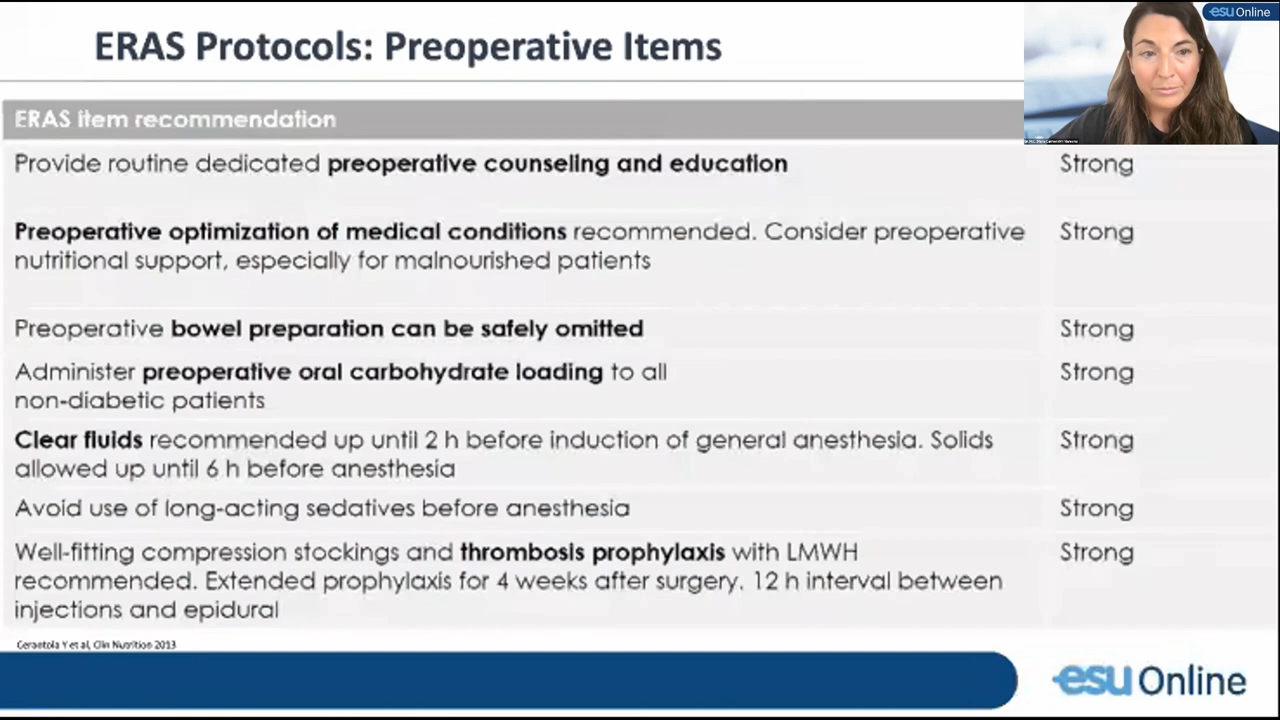 ERAS Protocols: Preoperative Items
esu Online
ERAS item recommendation
Provide routine dedicated preoperative counseling and education
Strong
Preoperative optimization of medical conditions recommended. Consider preoperative
nutritional support, especially for malnourished patients
Strong
Preoperative bowel preparation can be safely omitted
Strong
Administer preoperative oral carbohydrate loading to all
non-diabetic patients
Strong
Clear fluids recommended up until 2 h before induction of general anesthesia. Solids
allowed up until 6 h before anesthesia
Strong
Avoid use of long-acting sedatives before anesthesia
Strong
Well-fitting compression stockings and thrombosis prophylaxis with LMWH
recommended. Extended prophylaxis for 4 weeks after surgery. 12 h interval between
injections and epidural
Strong
Cerantola Y et al, Clin Nutrition 2013
esu Online